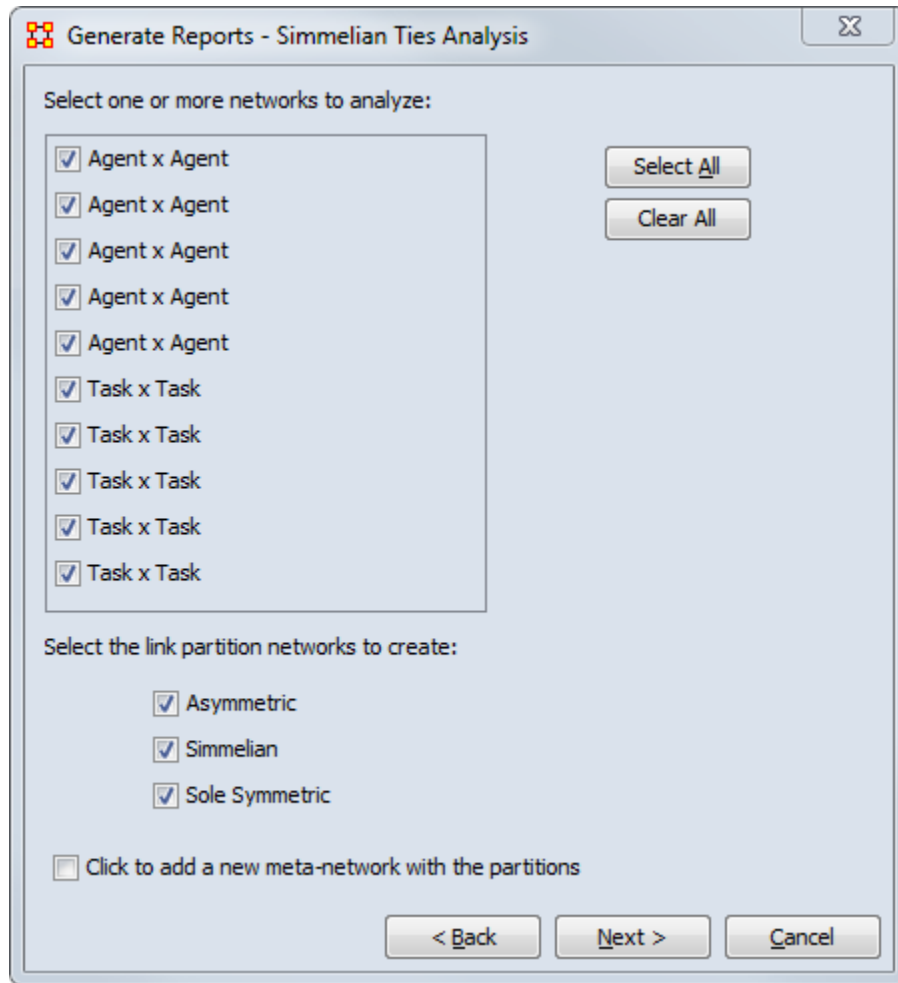 Generate Reports - Simmelian Ties Analysis
Select one or more networks to analyze:
Agent x Agent
Agent x Agent
Agent x Agent
Agent x Agent
Agent x Agent
Task x Task
Task x Task
Task x Task
Task x Task
Task x Task
Select All
Clear All
Select the link partition networks to create:
Asymmetric
Simmelian
Sole Symmetric
Click to add a new meta-network with the partitions
< Back
Next >
Cancel